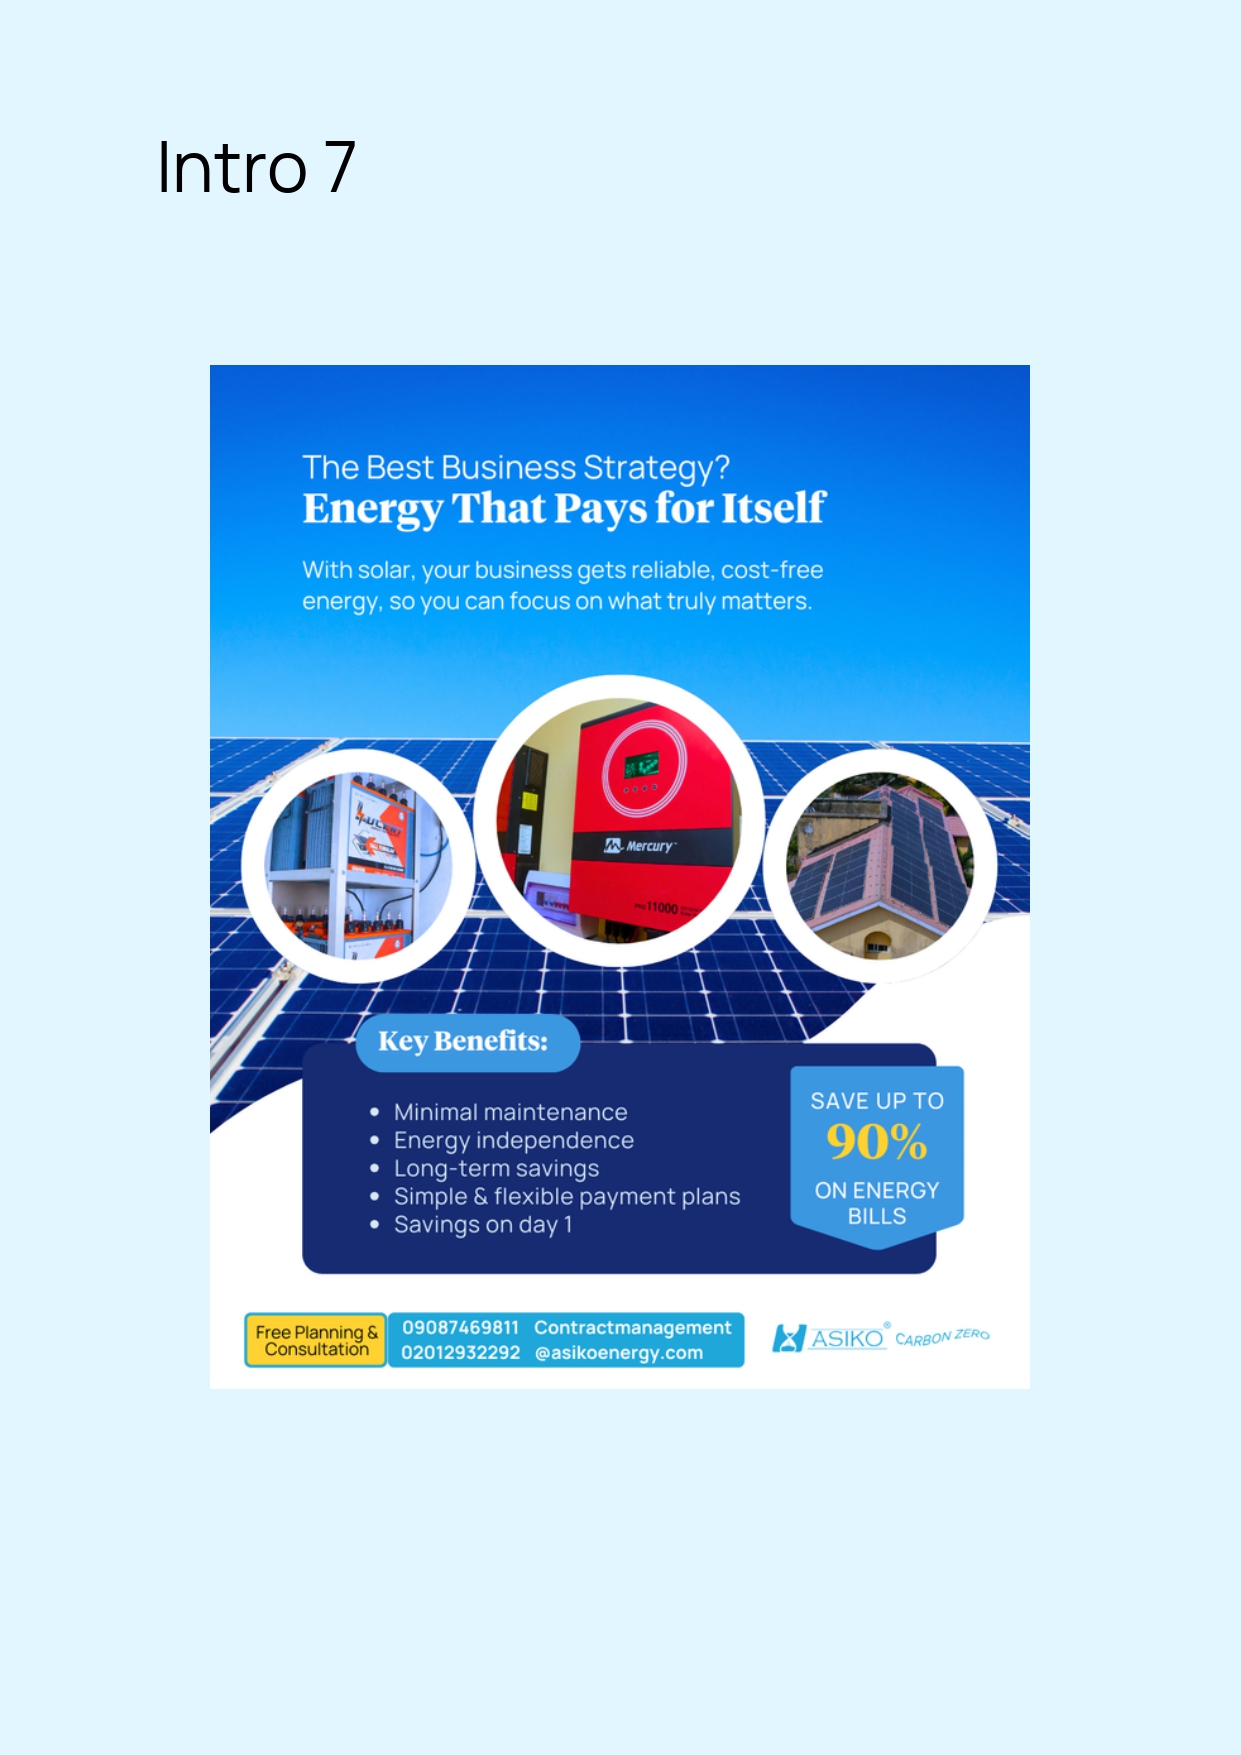 Intro 7
The Best Business Strategy?
Energy That Pays for Itself
With solar, your business gets reliable, cost-free
energy, so you can focus on what truly matters.
Mercury
11000
Key Benefits:
• Minimal maintenance
• Energy independence
• Long-term savings
• Simple & flexible payment plans
• Savings on day 1
SAVE UP TO
90%
ON ENERGY
BILLS
Free Planning &
Consultation
09087469811
02012932292
Contractmanagement
@asikoenergy.com
ASIKO® CARBON ZERO